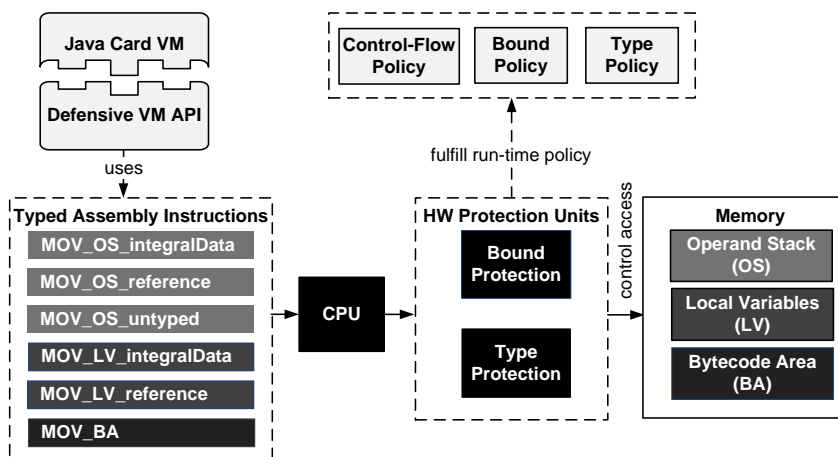 Java Card VM
Defensive VM API
uses
Control-Flow
Policy
Bound
Policy
Type
Policy
fulfill run-time policy
Typed Assembly Instructions
MOV_OS_integralData
MOV_OS_reference
MOV_OS_untyped
MOV_LV_integralData
MOV_LV_reference
MOV_BA
CPU
HW Protection Units
Bound
Protection
Type
Protection
control access
Memory
Operand Stack
(OS)
Local Variables
(LV)
Bytecode Area
(BA)